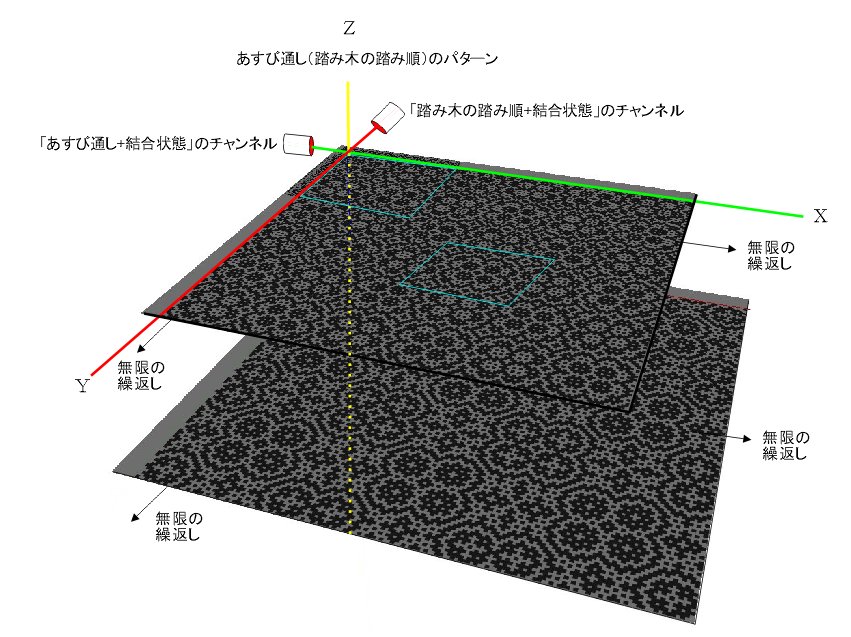 Z
あすび通し(踏み木の踏み順)のパターン
「踏み木の踏み順+結合状態」のチャンネル
「あすび通し+結合状態」のチャンネル
X
無限の
繰返し
無限の
繰返し
Y
無限の
繰返し
無限の
繰返し